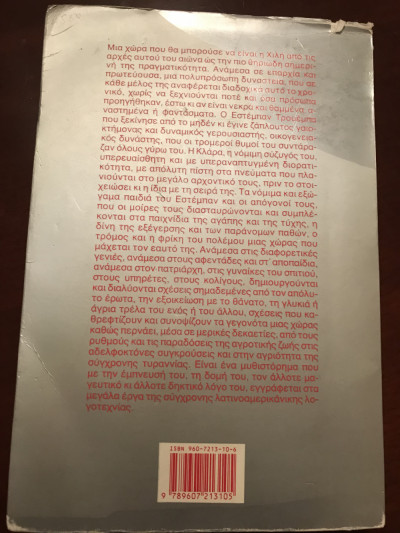 Μια χώρα που θα μπορούσε να είναι η Χιλή από τις
αρχές αυτού του αιώνα ως την πιο θηριώδη σημερι-
νή της πραγματικότητα. Ανάμεσα σε επαρχία και
πρωτεύουσα, μια πολυπρόσωπη δυναστεία, που σε
κάθε μέλος της αναφέρεται διαδοχικά αυτό το χρο-
νικό, χωρίς να ξεχνιούνται ποτέ και όσα πρόσωπα
προηγήθηκαν, έστω κι αν είναι νεκρά και θαμμένα, α-
ναστημένα ή φαντάσματα. Ο Εστέμπαν Τρουέμπα
που ξεκίνησε από το μηδέν κι έγινε ζάπλουτος γαιο-
κτήμονας και δυναμικός γερουσιαστής, οικογενεια-
κός δυνάστης, που οι τρομεροί θυμοί του συντάρα-
ζαν όλους γύρω του. Η Κλάρα, η νόμιμη σύζυγός του,
υπερευαίσθητη και με υπεραναπτυγμένη διορατι-
κότητα, με απόλυτη πίστη στα πνεύματα που πλα-
νιούνται στο μεγάλο αρχοντικό τους, πριν το στοι-
χειώσει κι η ίδια με τη σειρά της. Τα νόμιμα και εξώ-
γαμα παιδιά του Εστέμπαν και οι απόγονοί τους,
που οι μοίρες τους διασταυρώνονται και συμπλέ-
κονται στα παιχνίδια της αγάπης και της τύχης, η
δίνη της εξέγερσης και των παράνομων παθών, ο
τρόμος και η φρίκη του πολέμου μιας χώρας που
μάχεται τον εαυτό της. Ανάμεσα στις διαφορετικές
γενιές, ανάμεσα στους αφεντάδες και στ' αποπαίδια,
ανάμεσα στον πατριάρχη, στις γυναίκες του σπιτιού,
στους υπηρέτες, στους κολίγους, δημιουργούνται
και διαλύονται σχέσεις σημαδεμένες από τον απόλυ-
το έρωτα, την εξοικείωση με το θάνατο, τη γλυκιά ή
άγρια τρέλα του ενός ή του άλλου, σχέσεις που κα-
θρεφτίζουν και συνοψίζουν τα γεγονότα μιας χώρας
καθώς περνάει, μέσα σε μερικές δεκαετίες, από τους
ρυθμούς και τις παραδόσεις της αγροτικής ζωής στις
αδελφοκτόνες συγκρούσεις και στην αγριότητα της
σύγχρονης τυραννίας. Είναι ένα μυθιστόρημα που
με την έμπνευσή του, τη δομή του, τον άλλοτε μα-
γευτικό κι άλλοτε δηκτικό λόγο του, εγγράφεται στα
μεγάλα έργα της σύγχρονης λατινοαμερικάνικης λο-
γοτεχνίας.
ISBN 960-7213-10-6
9 789607 213105